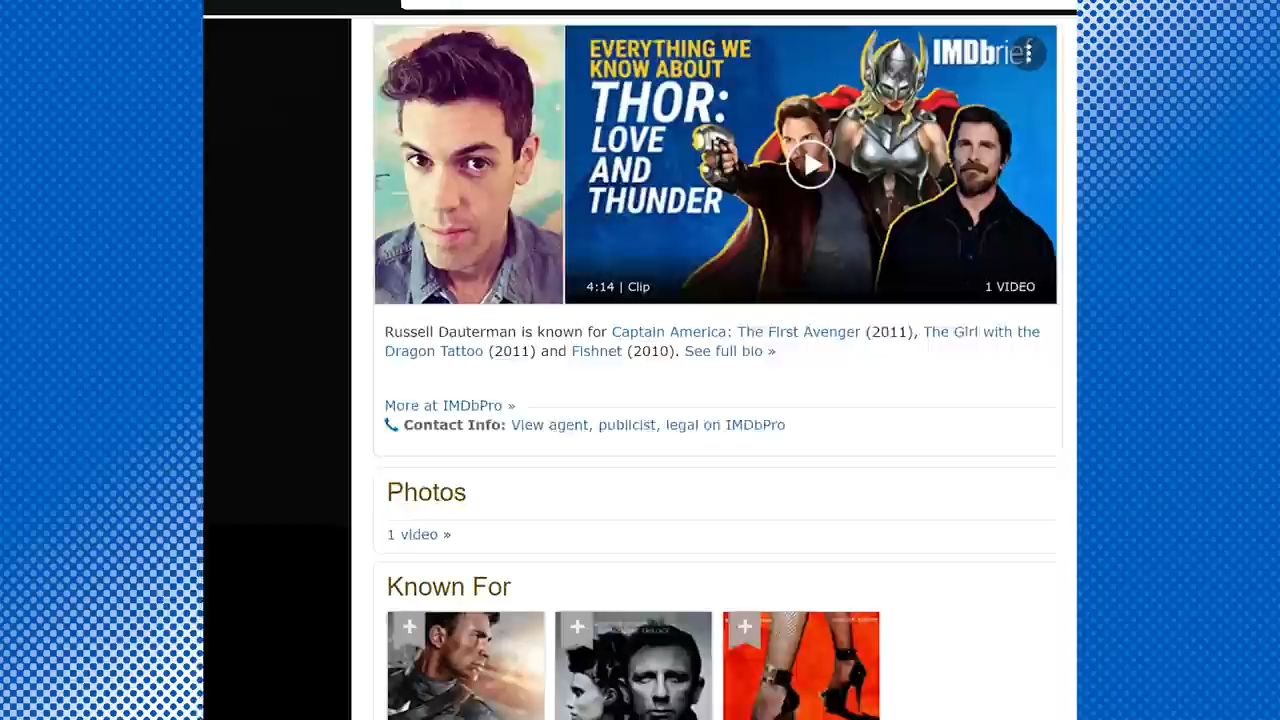 EVERYTHING WE
KNOW ABOUT
THOR:
LOVE
AND
THUNDER
IMDbrief
4:14 | Clip
1 VIDEO
Russell Dauterman is known for Captain America: The First Avenger (2011), The Girl with the
Dragon Tattoo (2011) and Fishnet (2010). See full bio »
More at IMDbPro »
Contact Info: View agent, publicist, legal on IMDbPro
Photos
1 video »
Known For